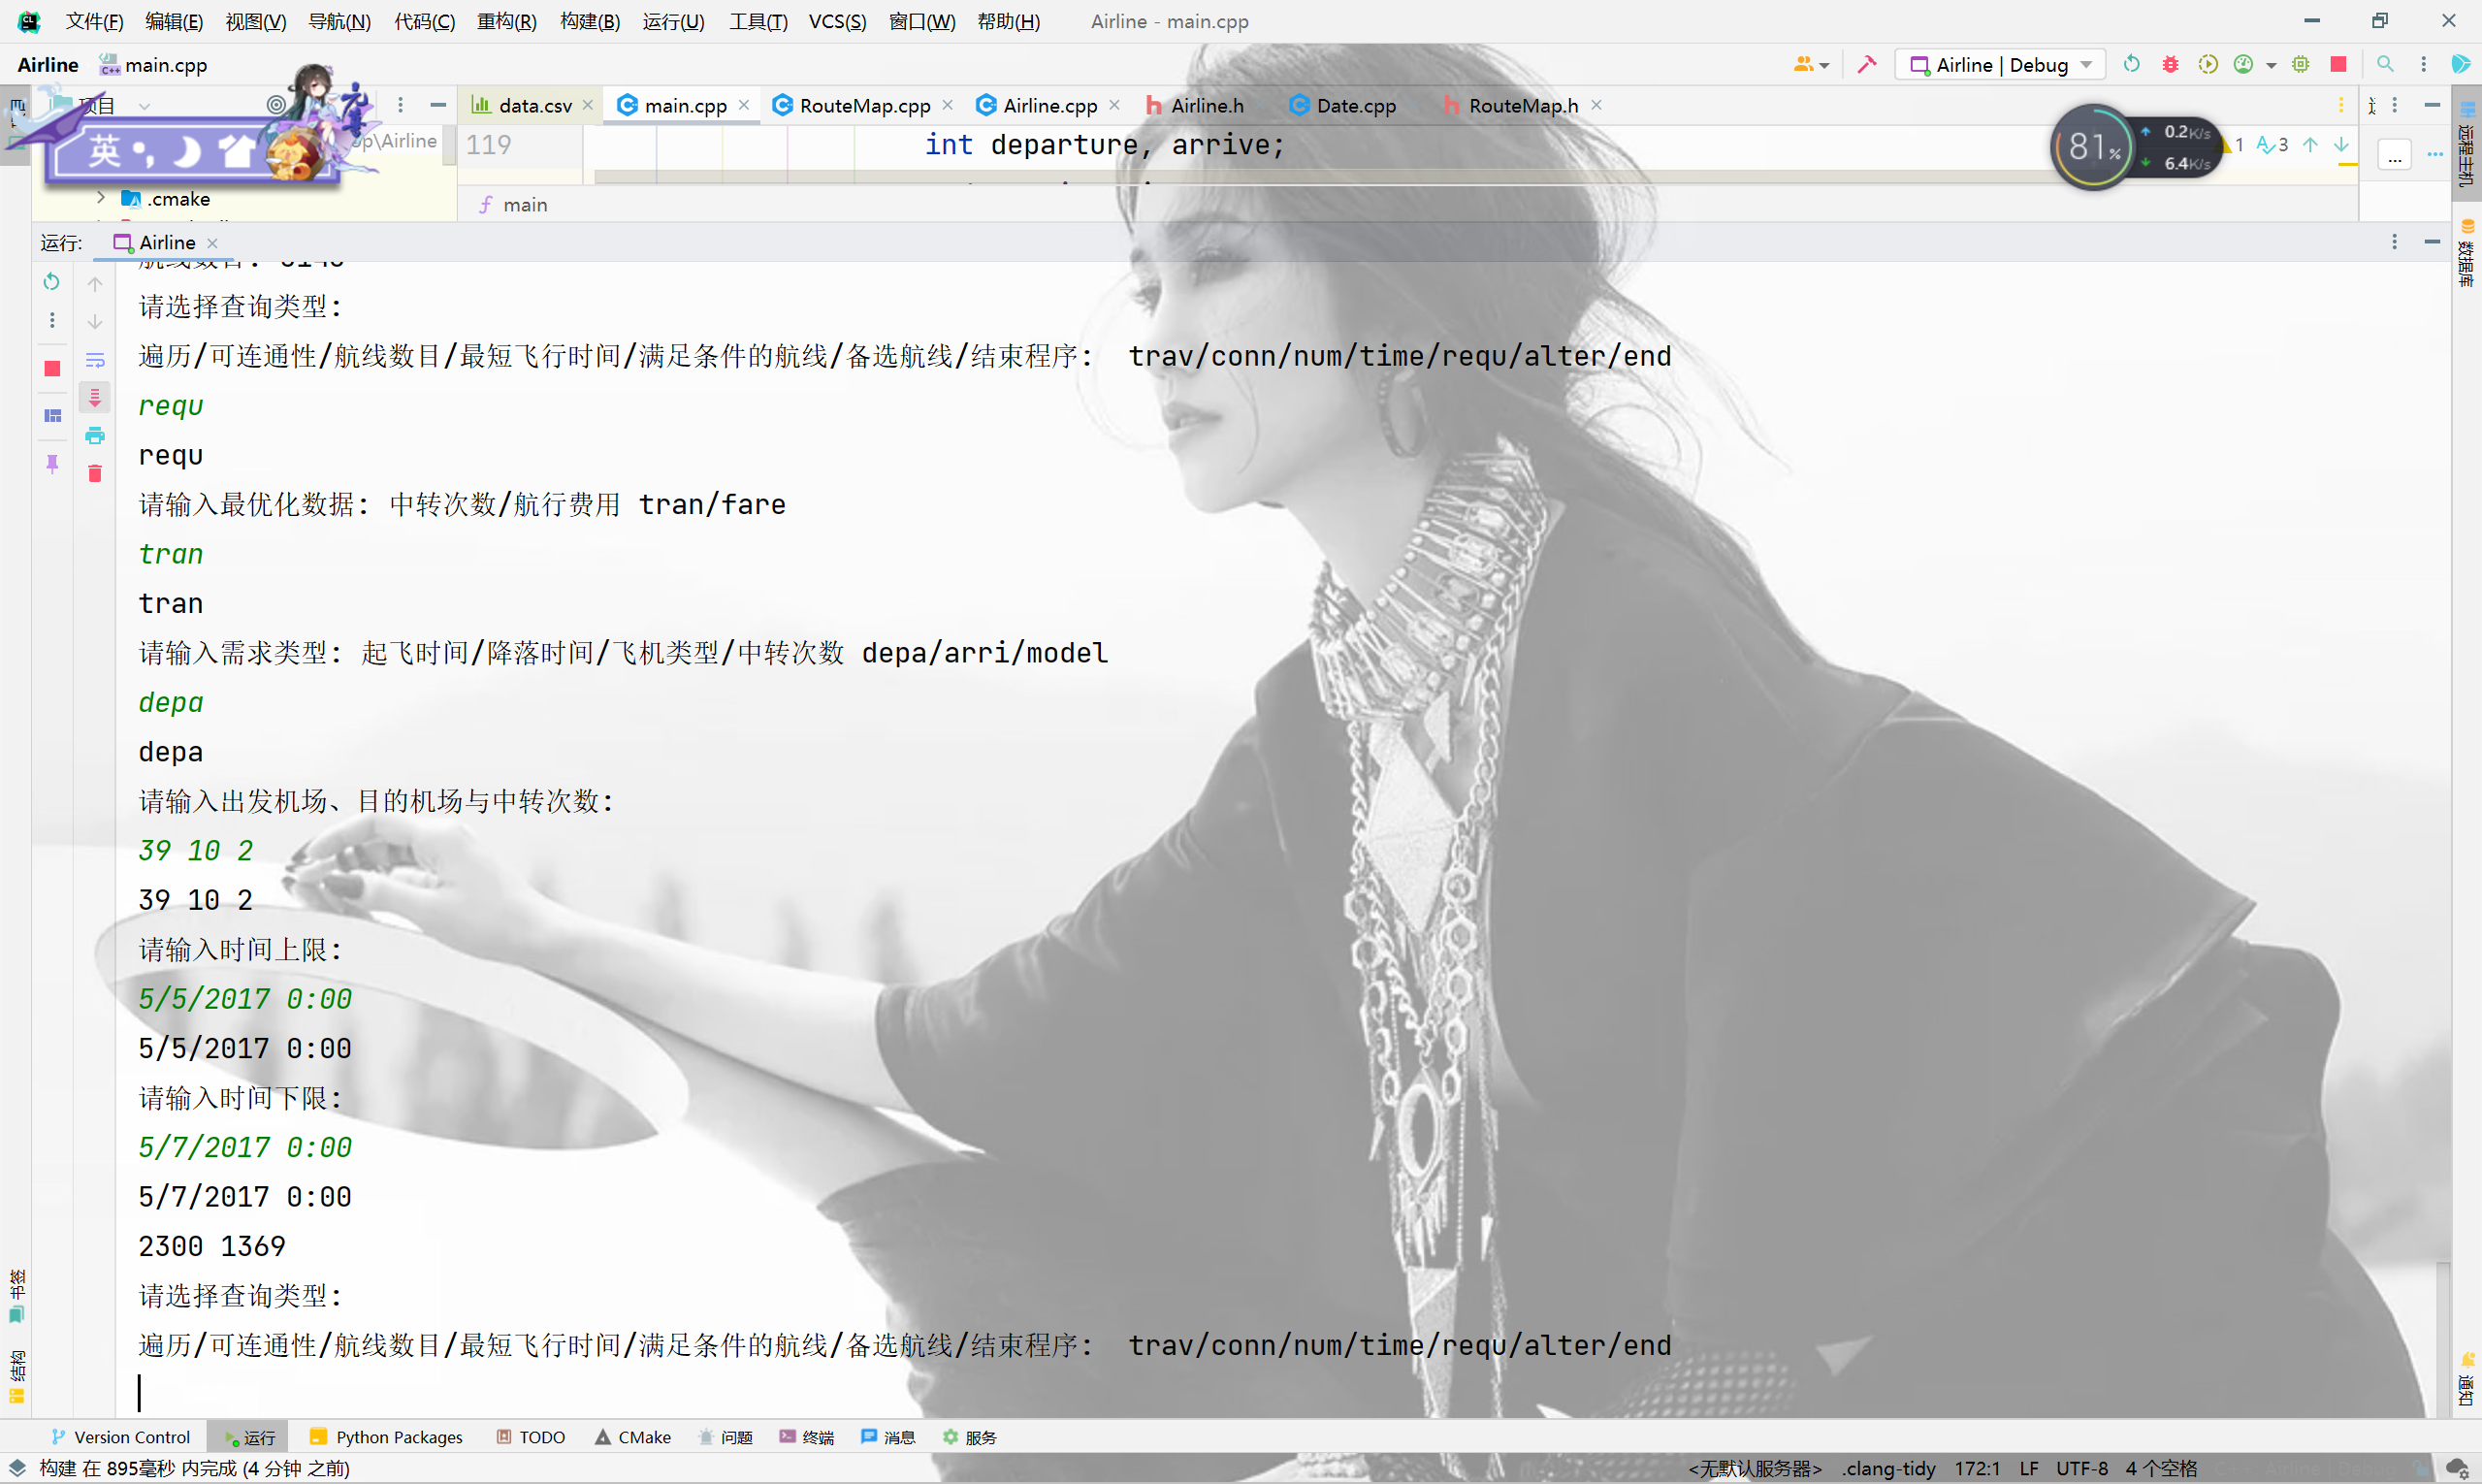 文件(F) 编辑(E) 视图(V) 导航(N) 代码(C) 重构(R) 构建(B) 运行(U) 工具(T) VCS(S) 窗口(W) 帮助(H) Airline - main.cpp
Airline main.cpp Airline | Debug
项目 data.csv main.cpp RouteMap.cpp Airline.cpp Airline.h Date.cpp RouteMap.h
英 \Airline 119 int departure, arrive; 81% 0.2K/s 6.4K/s 1 3 ...
.cmake
main
远程主机
数据库
运行: Airline
请选择查询类型:
遍历/可连通性/航线数目/最短飞行时间/满足条件的航线/备选航线/结束程序: trav/conn/num/time/requ/alter/end
requ
requ
请输入最优化数据: 中转次数/航行费用 tran/fare
tran
tran
请输入需求类型: 起飞时间/降落时间/飞机类型/中转次数 depa/arri/model
depa
depa
请输入出发机场、目的机场与中转次数:
39 10 2
39 10 2
请输入时间上限:
5/5/2017 0:00
5/5/2017 0:00
请输入时间下限:
5/7/2017 0:00
5/7/2017 0:00
2300 1369
请选择查询类型:
遍历/可连通性/航线数目/最短飞行时间/满足条件的航线/备选航线/结束程序: trav/conn/num/time/requ/alter/end
书签
结构
通知
Version Control 运行 Python Packages TODO CMake 问题 终端 消息 服务
构建 在 895毫秒 内完成 (4 分钟 之前) <无默认服务器> .clang-tidy 172:1 LF UTF-8 4 个空格